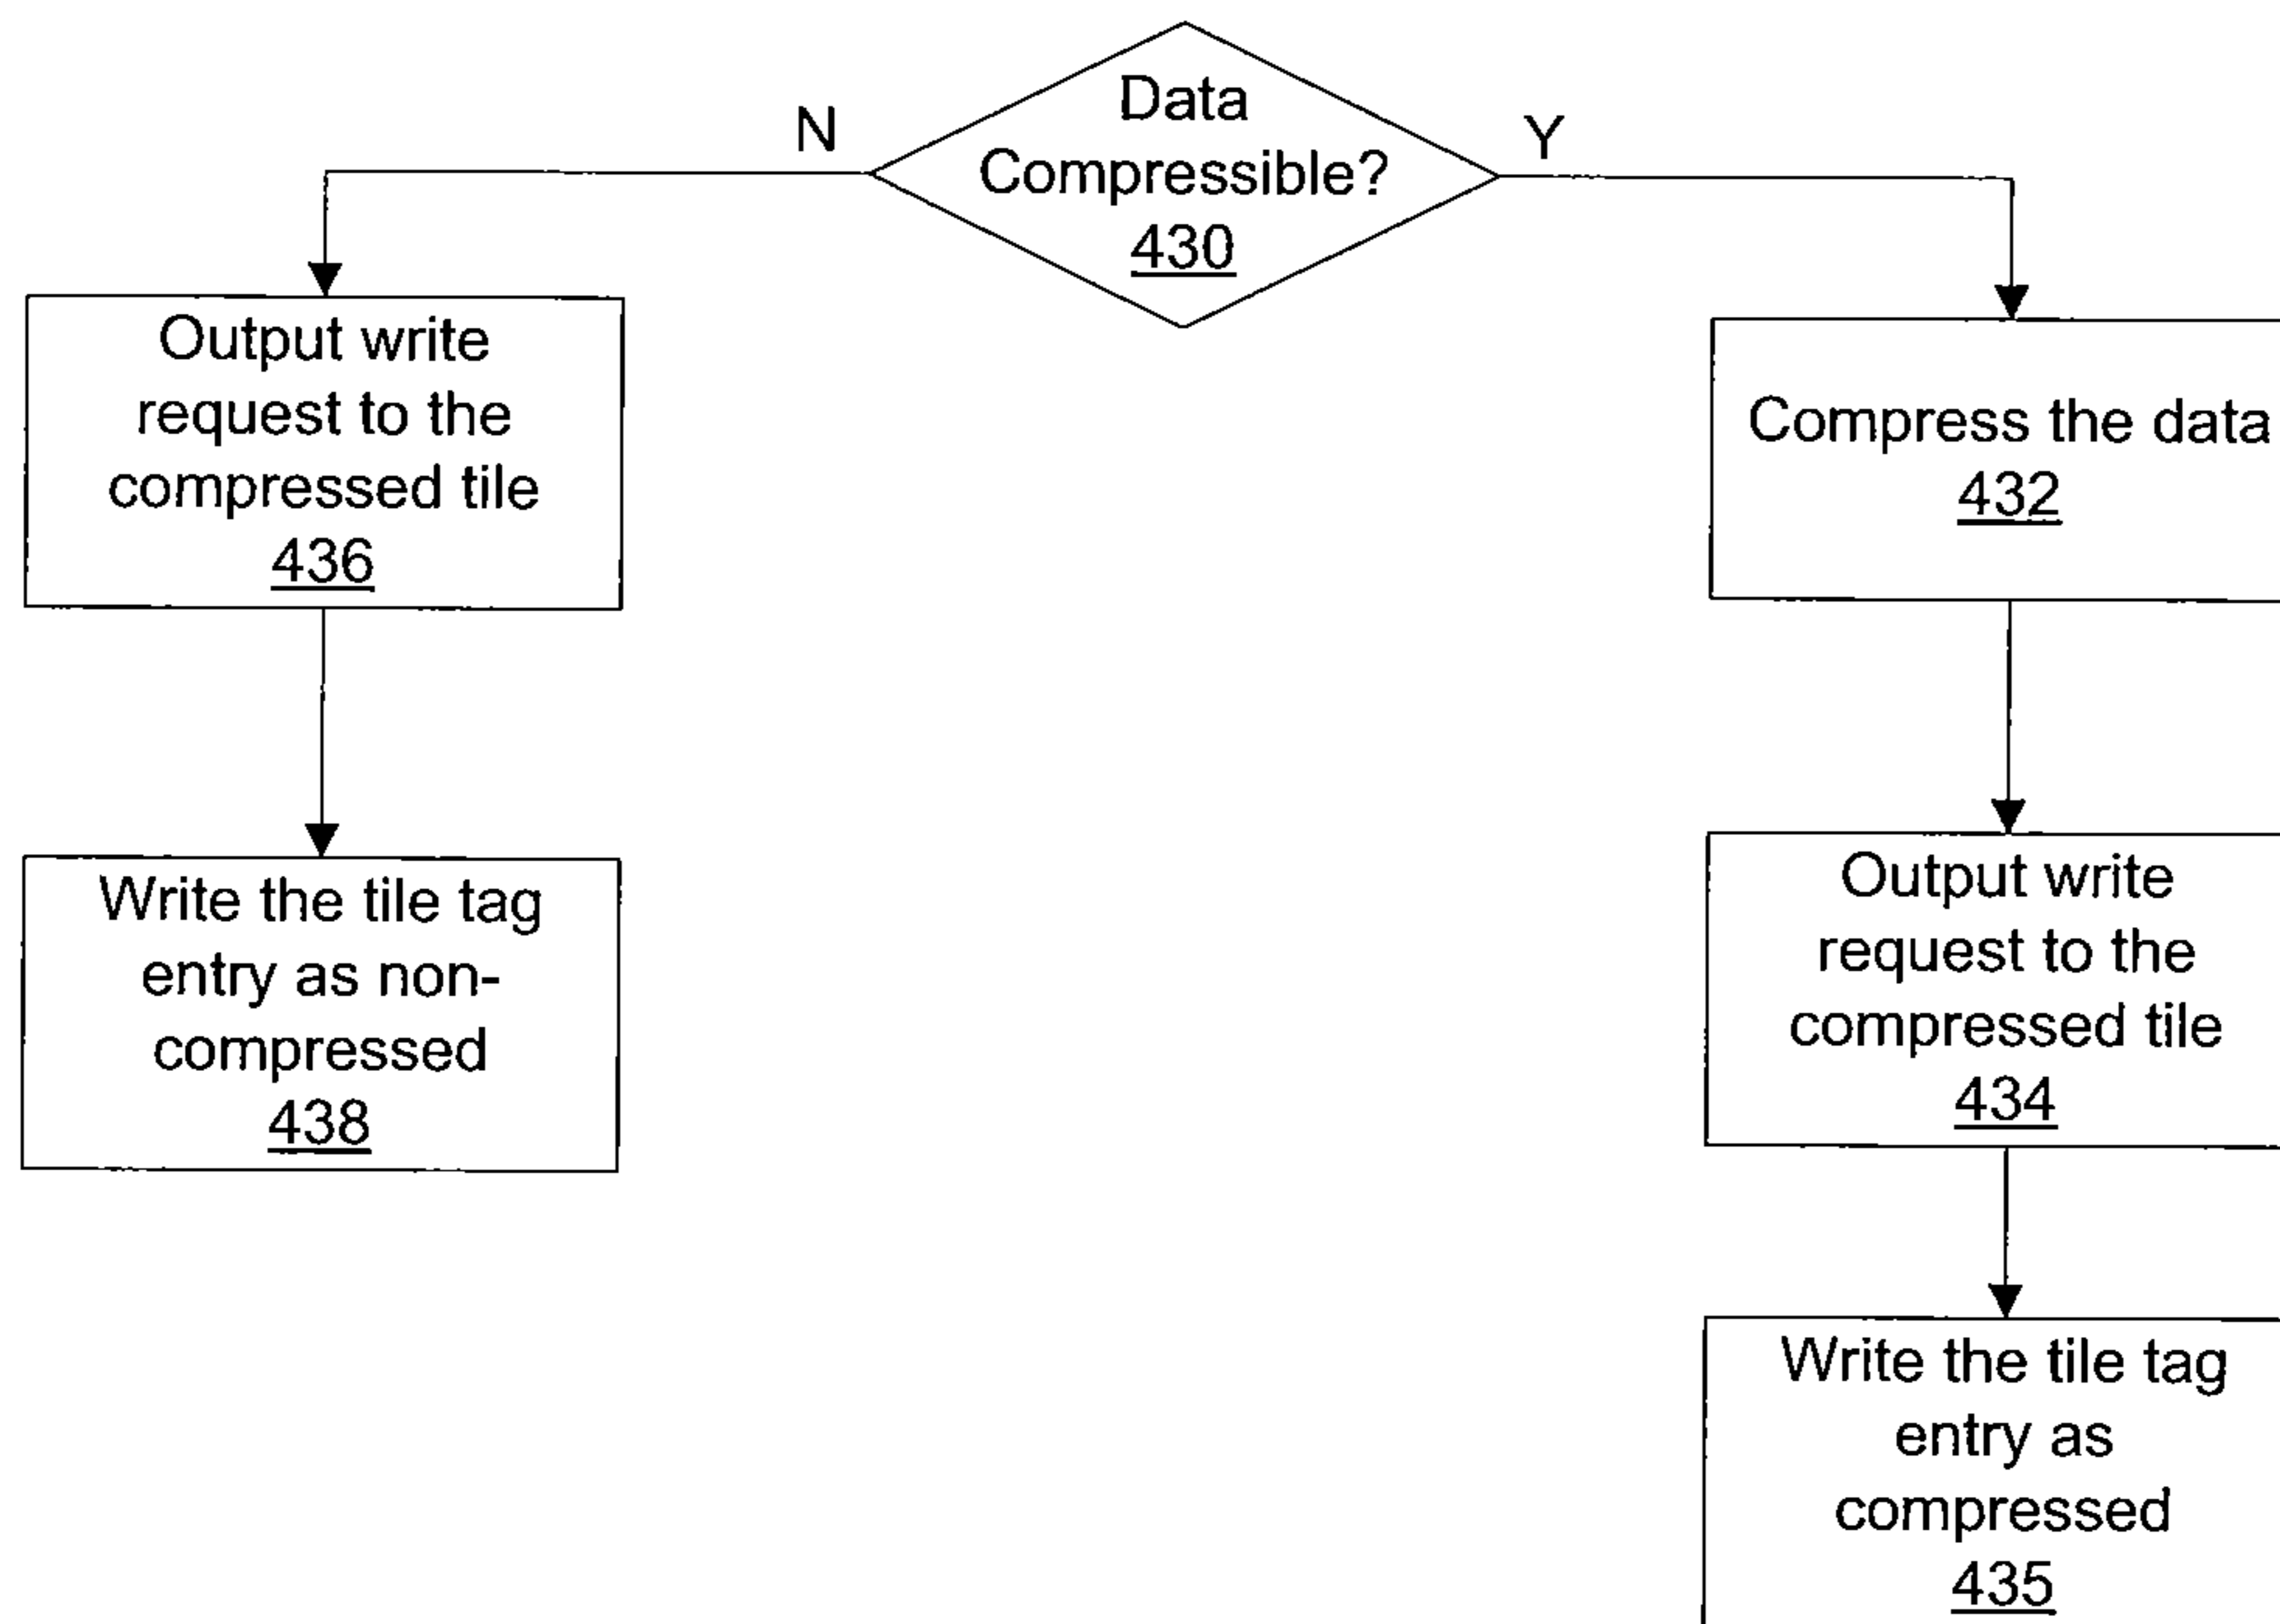 Data
Compressible?
430
N
Y
Output write
request to the
compressed tile
436
Write the tile tag
entry as non-
compressed
438
Compress the data
432
Output write
request to the
compressed tile
434
Write the tile tag
entry as
compressed
435